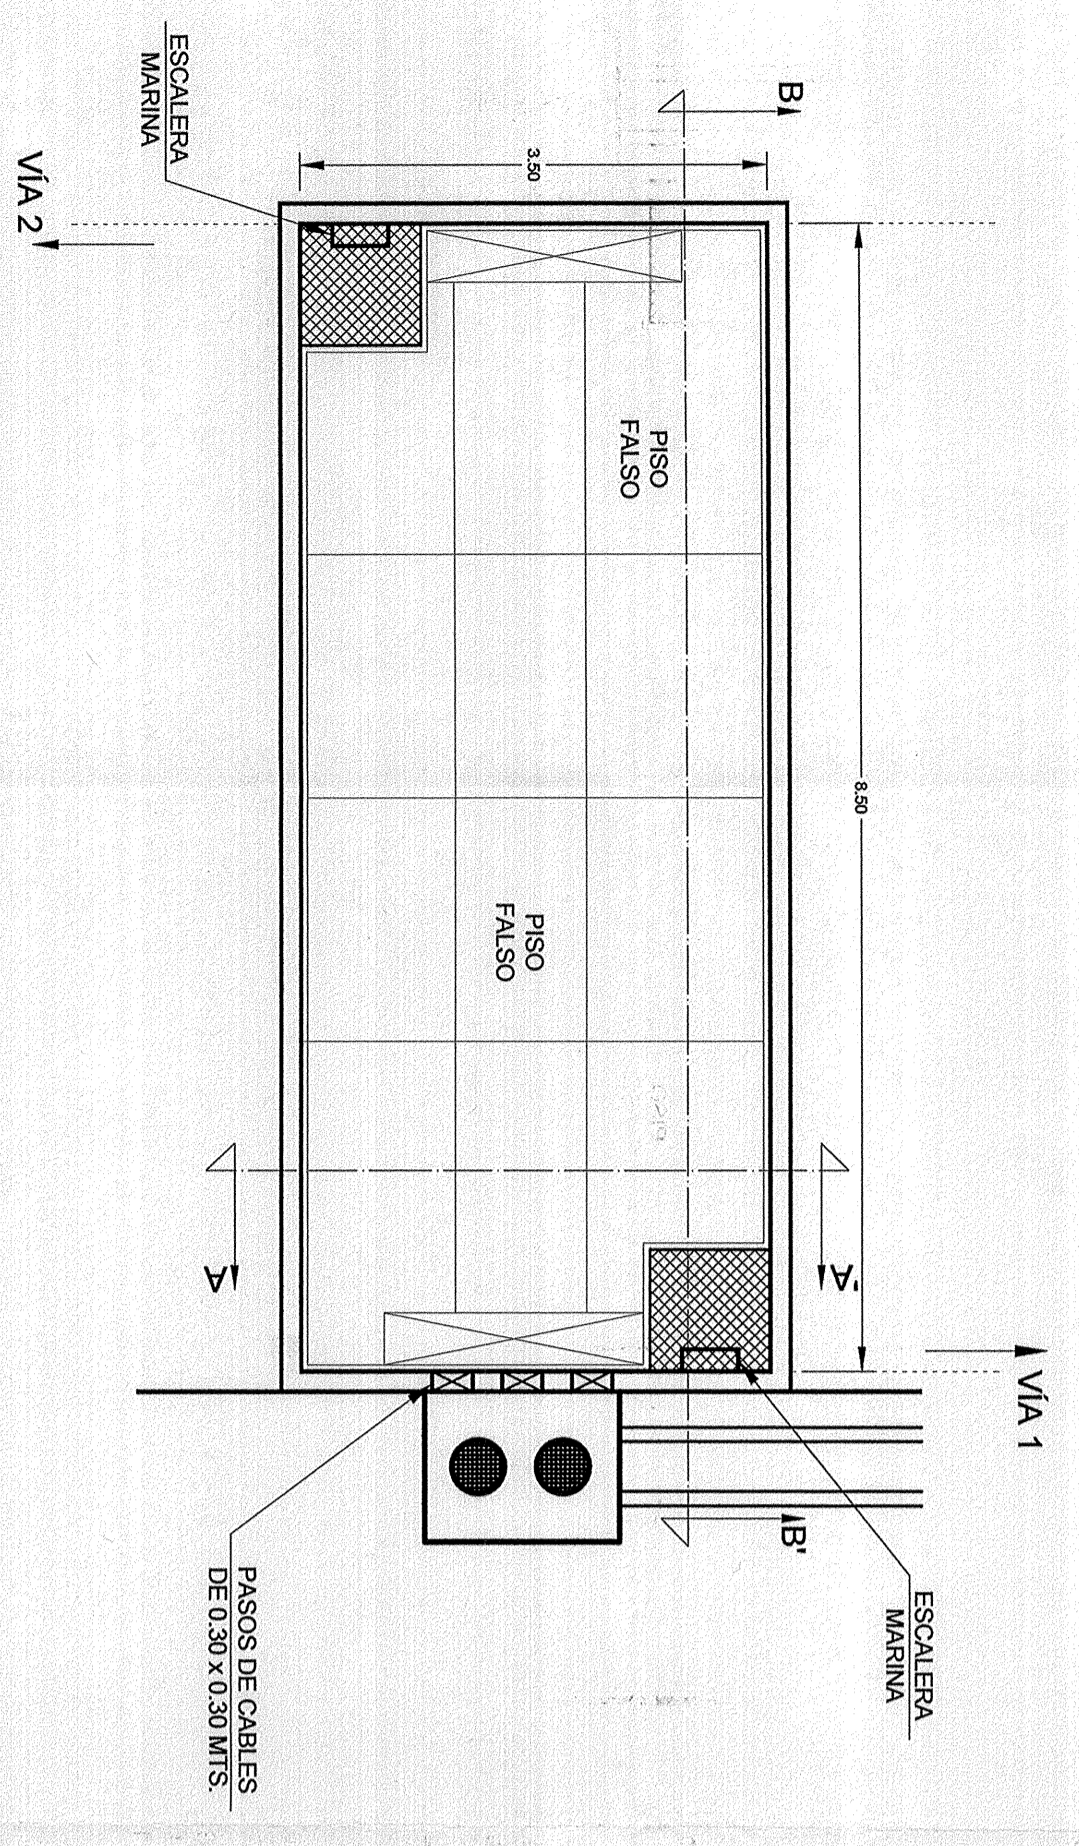 VÍA 1
8.50
ESCALERA
MARINA
B
B'
A'
PISO
FALSO
PISO
FALSO
3.50
A
PASOS DE CABLES
DE 0.30 x 0.30 MTS.
ESCALERA
MARINA
VÍA 2